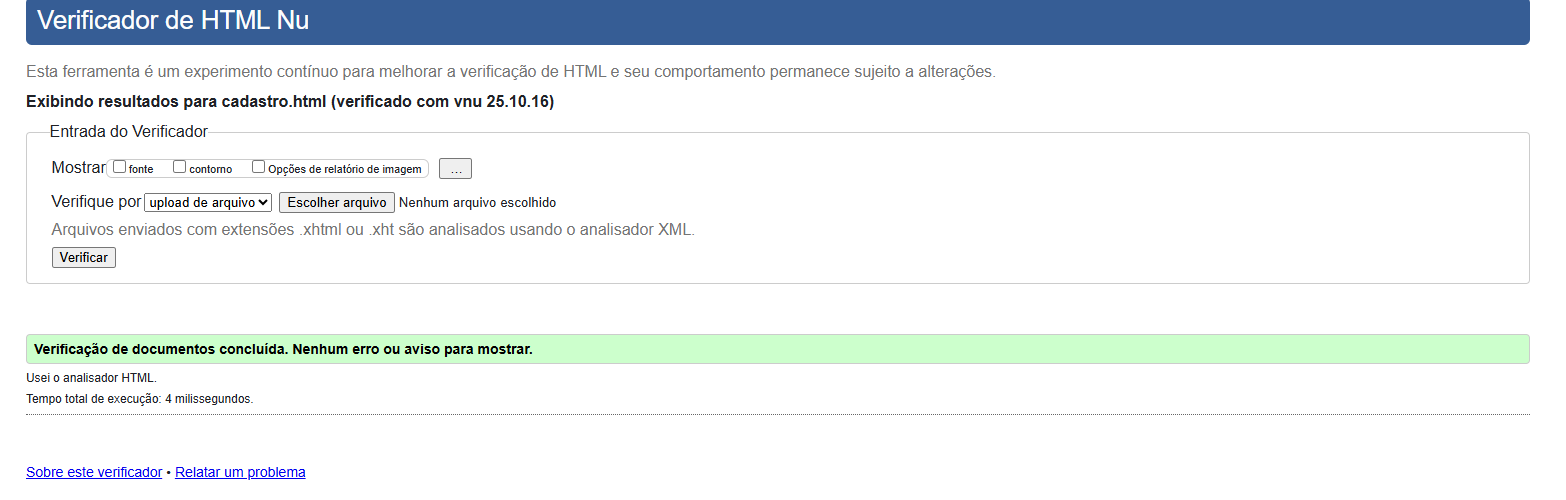 Verificador de HTML Nu
Esta ferramenta é um experimento contínuo para melhorar a verificação de HTML e seu comportamento permanece sujeito a alterações.
Exibindo resultados para cadastro.html (verificado com vnu 25.10.16)
Entrada do Verificador
Mostrar fonte contorno Opções de relatório de imagem ...
Verifique por upload de arquivo Escolher arquivo Nenhum arquivo escolhido
Arquivos enviados com extensões .xhtml ou .xht são analisados usando o analisador XML.
Verificar
Verificação de documentos concluída. Nenhum erro ou aviso para mostrar.
Usei o analisador HTML.
Tempo total de execução: 4 milissegundos.
Sobre este verificador • Relatar um problema